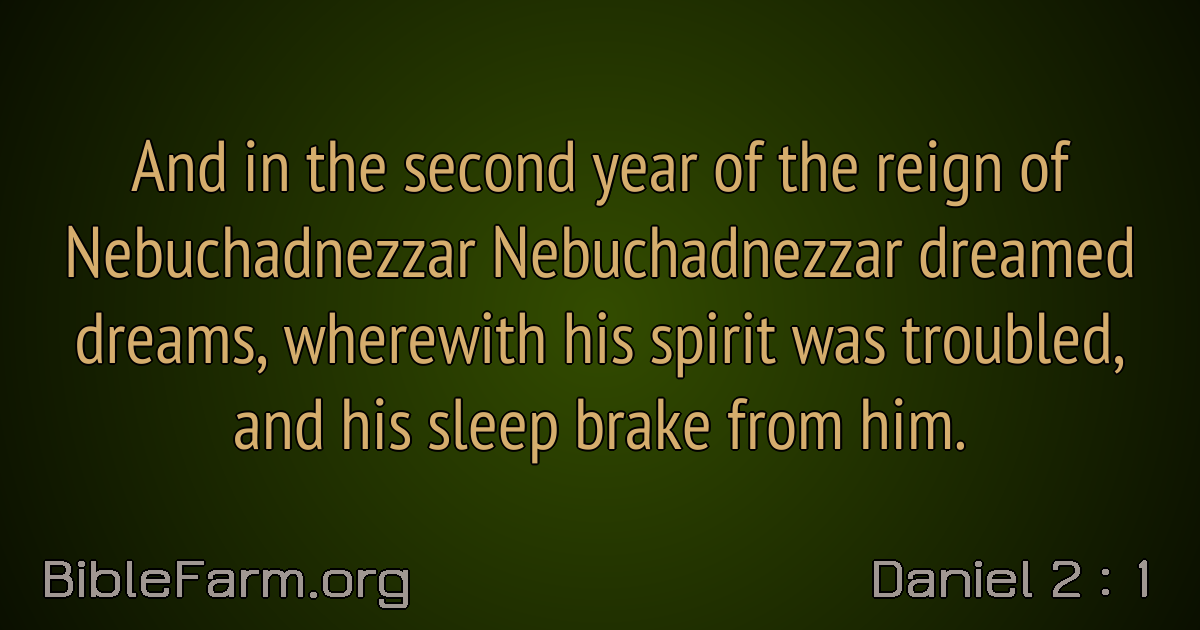 And in the second year of the reign of
Nebuchadnezzar Nebuchadnezzar dreamed
dreams, wherewith his spirit was troubled,
and his sleep brake from him.
BibleFarm.org
Daniel 2 : 1